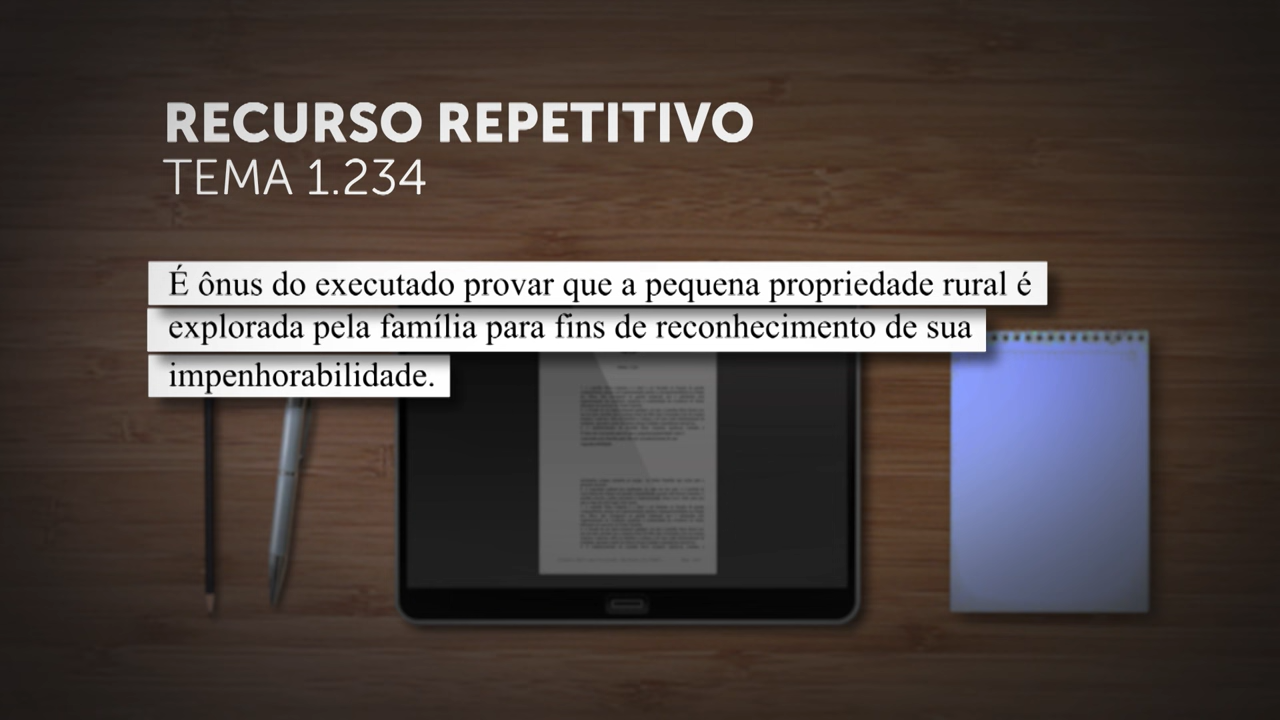 RECURSO REPETITIVO
TEMA 1.234
É ônus do executado provar que a pequena propriedade rural é
explorada pela família para fins de reconhecimento de sua
impenhorabilidade.